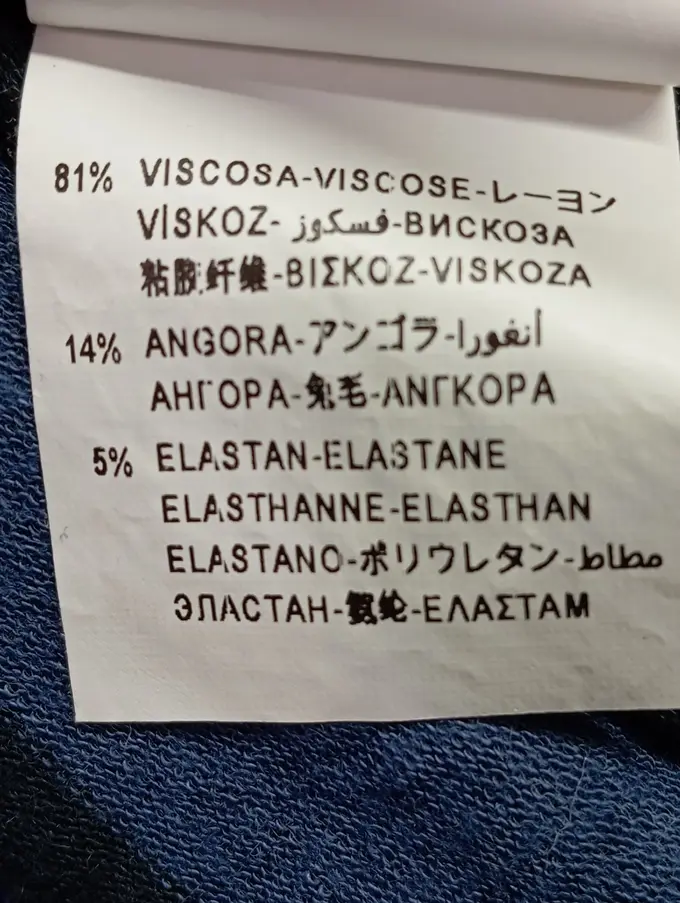 81% VISCOSA-VISCOSE-レーヨン
VISKOZ- فسكوز-ВИСКОЗА
粘胶纤维-ΒΙΣΚΟΖ-VISKOZA
14% ANGORA-アンゴラ-أنغورا
АНГОРА-兔毛-ΑΝΓΚΟΡΑ
5% ELASTAN-ELASTANE
ELASTHANNE-ELASTHAN
ELASTANO-ポリウレタン-مطاط
ЭЛАСТАН-氨纶-ΕΛΑΣΤΑΜ